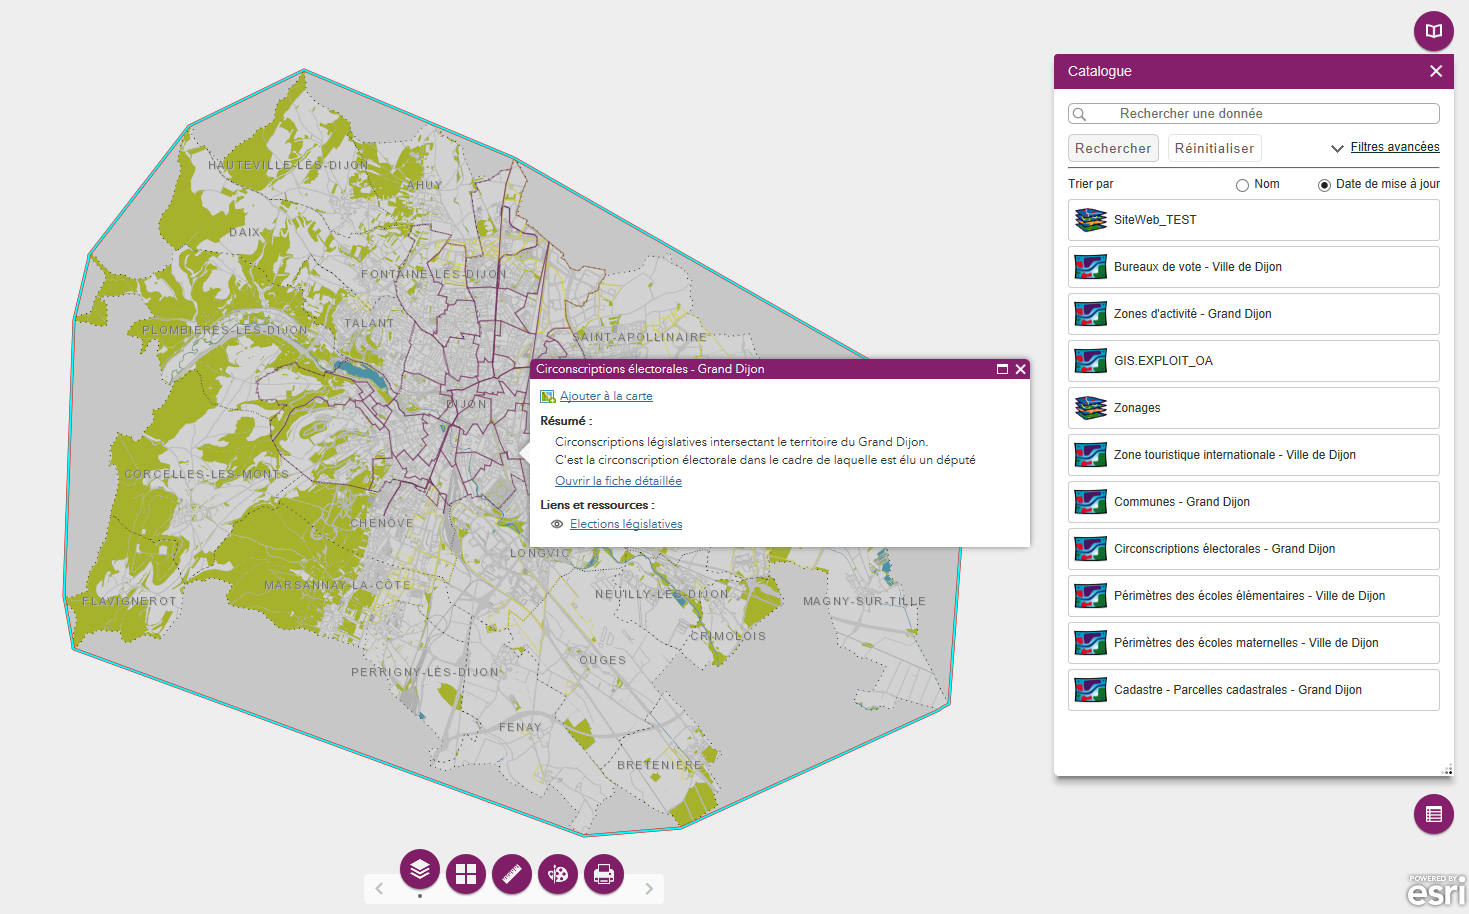 HAUTEVILLE-LÈS-DIJON
AHUY
DAIX
FONTAINE-LÈS-DIJON
TALANT
PLOMBIÈRES-LÈS-DIJON
SAINT-APOLLINAIRE
DIJON
CORCELLES-LES-MONTS
CHENÔVE
LONGVIC
MARSANNAY-LA-CÔTE
FLAVIGNEROT
NEUILLY-LÈS-DIJON
MAGNY-SUR-TILLE
CRIMOLOIS
OUGES
PERRIGNY-LÈS-DIJON
FENAY
BRETENIÈRE
Circonscriptions électorales - Grand Dijon
Ajouter à la carte
Résumé :
Circonscriptions législatives intersectant le territoire du Grand Dijon.
C'est la circonscription électorale dans le cadre de laquelle est élu un député
Ouvrir la fiche détaillée
Liens et ressources :
Elections législatives
Catalogue
Rechercher une donnée
Rechercher Réinitialiser Filtres avancées
Trier par Nom Date de mise à jour
SiteWeb_TEST
Bureaux de vote - Ville de Dijon
Zones d'activité - Grand Dijon
GIS.EXPLOIT_OA
Zonages
Zone touristique internationale - Ville de Dijon
Communes - Grand Dijon
Circonscriptions électorales - Grand Dijon
Périmètres des écoles élémentaires - Ville de Dijon
Périmètres des écoles maternelles - Ville de Dijon
Cadastre - Parcelles cadastrales - Grand Dijon
POWERED BY
esri